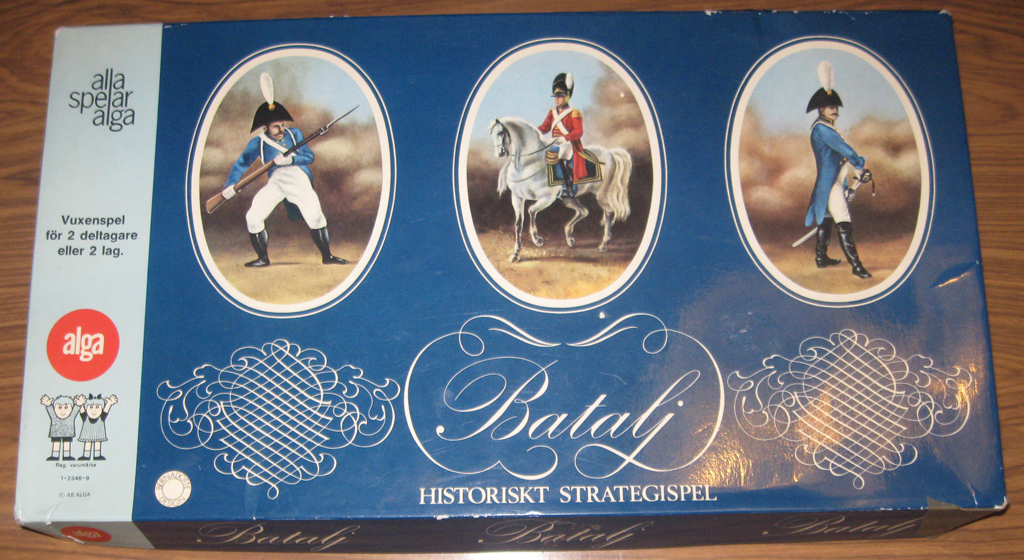 alla
spelar
alga
Vuxenspel
för 2 deltagare
eller 2 lag.
alga
Reg. varumärke
1-2348-9
© AB ALGA
Batalj
HISTORISKT STRATEGISPEL
alga
Batalj
Batalj
Batalj